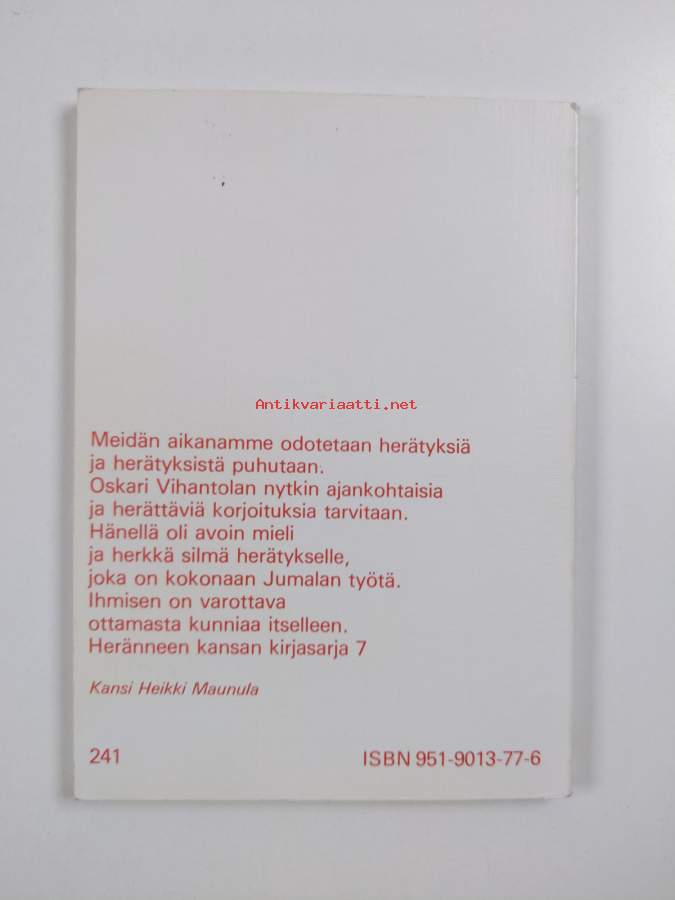 Antikvariaatti.net
Meidän aikanamme odotetaan herätyksiä
ja herätyksistä puhutaan.
Oskari Vihantolan nytkin ajankohtaisia
ja herättäviä korjoituksia tarvitaan.
Hänellä oli avoin mieli
ja herkkä silmä herätykselle,
joka on kokonaan Jumalan työtä.
Ihmisen on varottava
ottamasta kunniaa itselleen.
Heränneen kansan kirjasarja 7
Kansi Heikki Maunula
241 ISBN 951-9013-77-6